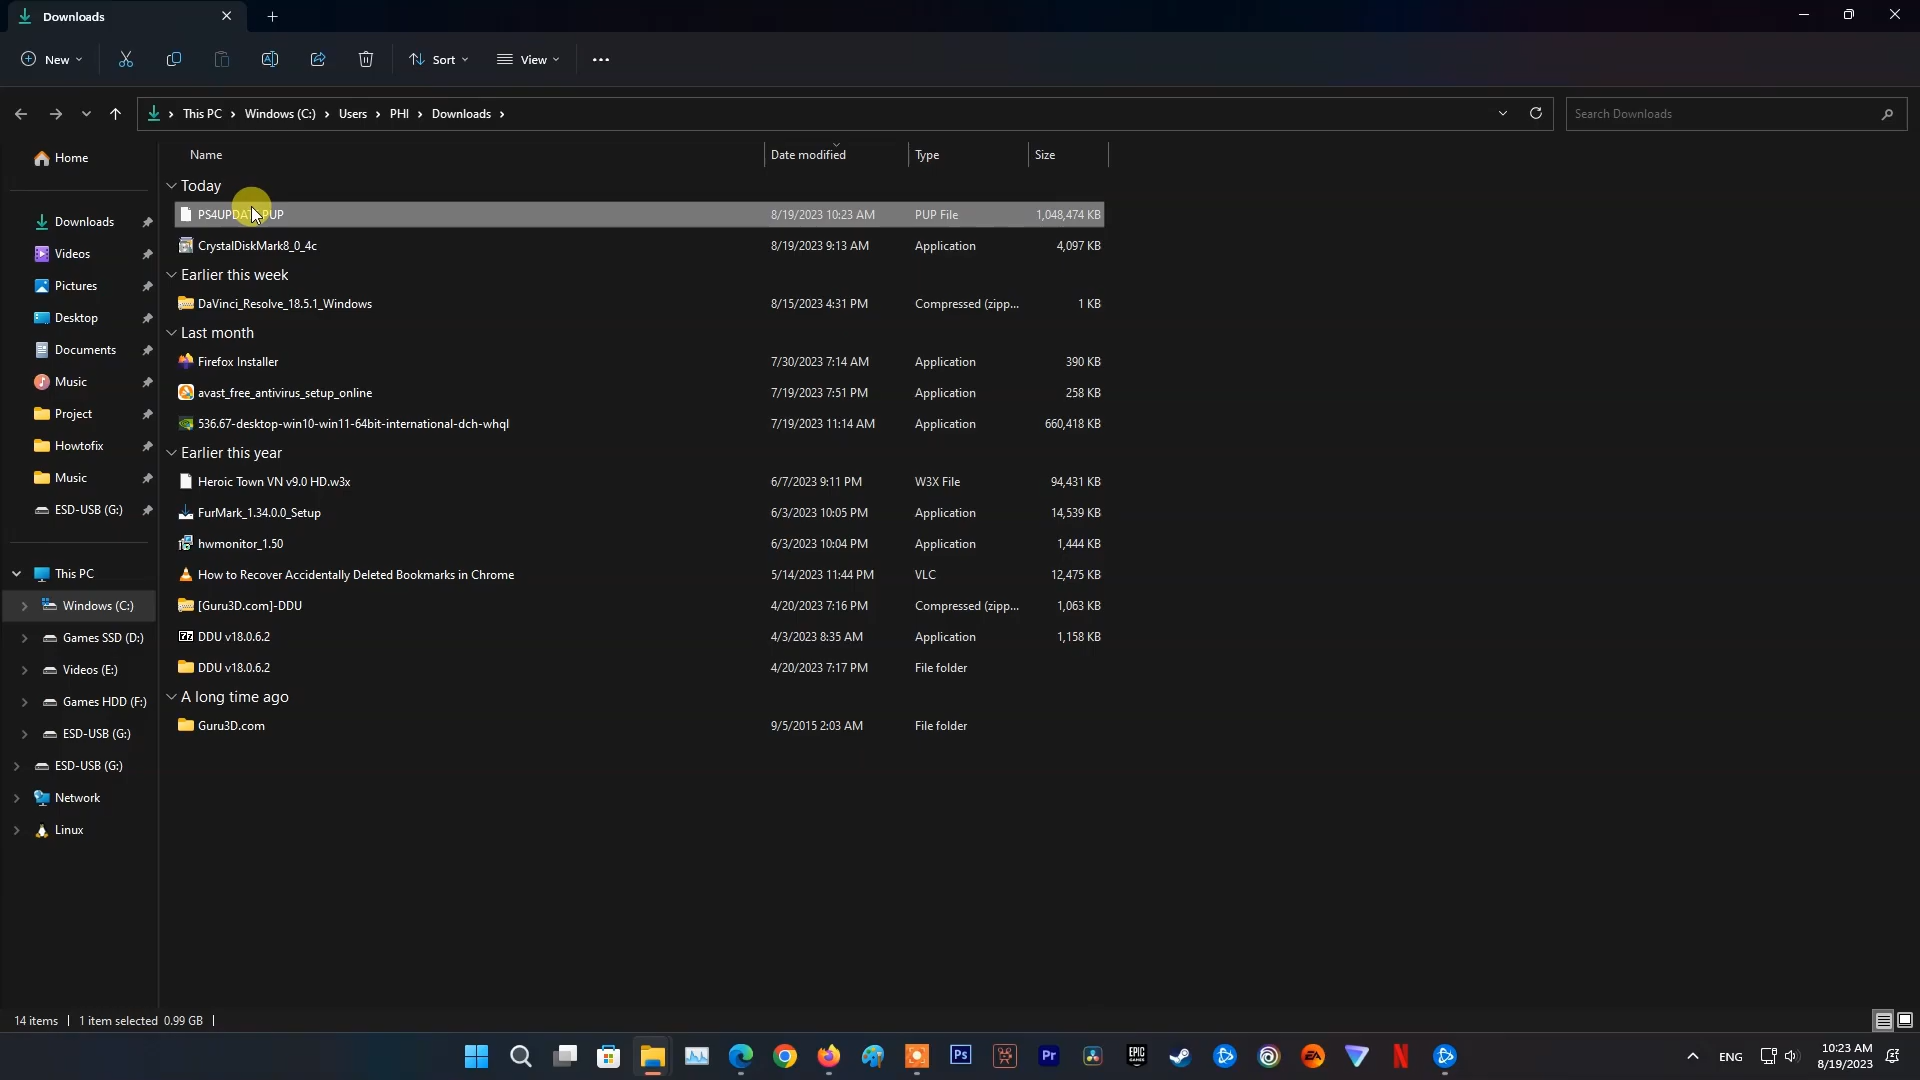 Downloads
New
Sort
View
This PC > Windows (C:) > Users > PHI > Downloads >
Search Downloads
Home
Downloads
Videos
Pictures
Desktop
Documents
Music
Project
Howtofix
Music
ESD-USB (G:)
This PC
Windows (C:)
Games SSD (D:)
Videos (E:)
Games HDD (F:)
ESD-USB (G:)
ESD-USB (G:)
Network
Linux
Name Date modified Type Size
Today
PS4UPDATE.PUP 8/19/2023 10:23 AM PUP File 1,048,474 KB
CrystalDiskMark8_0_4c 8/19/2023 9:13 AM Application 4,097 KB
Earlier this week
DaVinci_Resolve_18.5.1_Windows 8/15/2023 4:31 PM Compressed (zipp... 1 KB
Last month
Firefox Installer 7/30/2023 7:14 AM Application 390 KB
avast_free_antivirus_setup_online 7/19/2023 7:51 PM Application 258 KB
536.67-desktop-win10-win11-64bit-international-dch-whql 7/19/2023 11:14 AM Application 660,418 KB
Earlier this year
Heroic Town VN v9.0 HD.w3x 6/7/2023 9:11 PM W3X File 94,431 KB
FurMark_1.34.0.0_Setup 6/3/2023 10:05 PM Application 14,539 KB
hwmonitor_1.50 6/3/2023 10:04 PM Application 1,444 KB
How to Recover Accidentally Deleted Bookmarks in Chrome 5/14/2023 11:44 PM VLC 12,475 KB
[Guru3D.com]-DDU 4/20/2023 7:16 PM Compressed (zipp... 1,063 KB
DDU v18.0.6.2 4/3/2023 8:35 AM Application 1,158 KB
DDU v18.0.6.2 4/20/2023 7:17 PM File folder
A long time ago
Guru3D.com 9/5/2015 2:03 AM File folder
14 items | 1 item selected 0.99 GB |
Ps
Pr
EPIC GAMES
EA
N
ENG
10:23 AM
8/19/2023